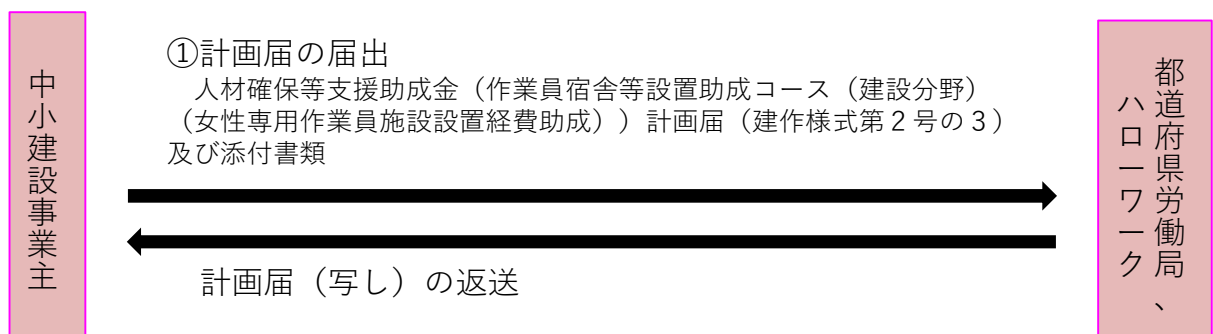 中小建設事業主
①計画届の届出
人材確保等支援助成金（作業員宿舎等設置助成コース（建設分野）
（女性専用作業員施設設置経費助成））計画届（建作様式第２号の３）
及び添付書類
計画届（写し）の返送
都道府県労働局、
ハローワーク